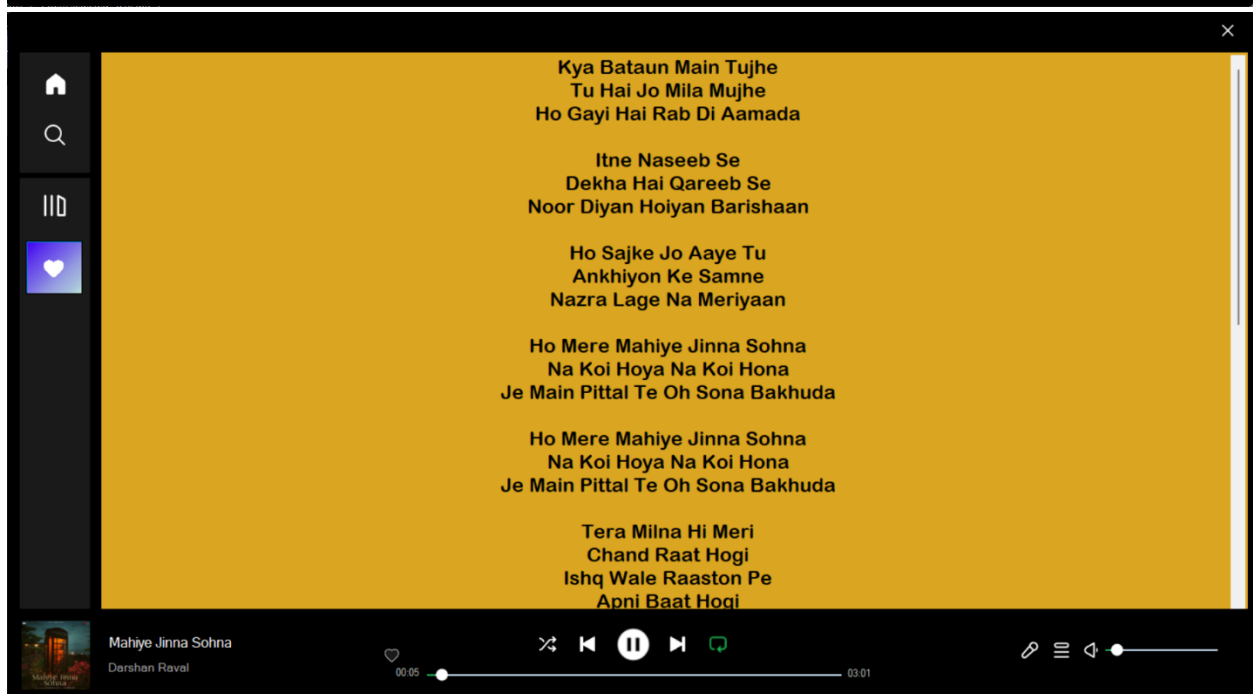 Kya Bataun Main Tujhe
Tu Hai Jo Mila Mujhe
Ho Gayi Hai Rab Di Aamada
Itne Naseeb Se
Dekha Hai Qareeb Se
Noor Diyan Hoiyan Barishaan
Ho Sajke Jo Aaye Tu
Ankhiyon Ke Samne
Nazra Lage Na Meriyaan
Ho Mere Mahiye Jinna Sohna
Na Koi Hoya Na Koi Hona
Je Main Pittal Te Oh Sona Bakhuda
Ho Mere Mahiye Jinna Sohna
Na Koi Hoya Na Koi Hona
Je Main Pittal Te Oh Sona Bakhuda
Tera Milna Hi Meri
Chand Raat Hogi
Ishq Wale Raaston Pe
Apni Baat Hogi
Mahiye Jinna Sohna
Mahiye Jinna Sohna
Darshan Raval
00:05
03:01